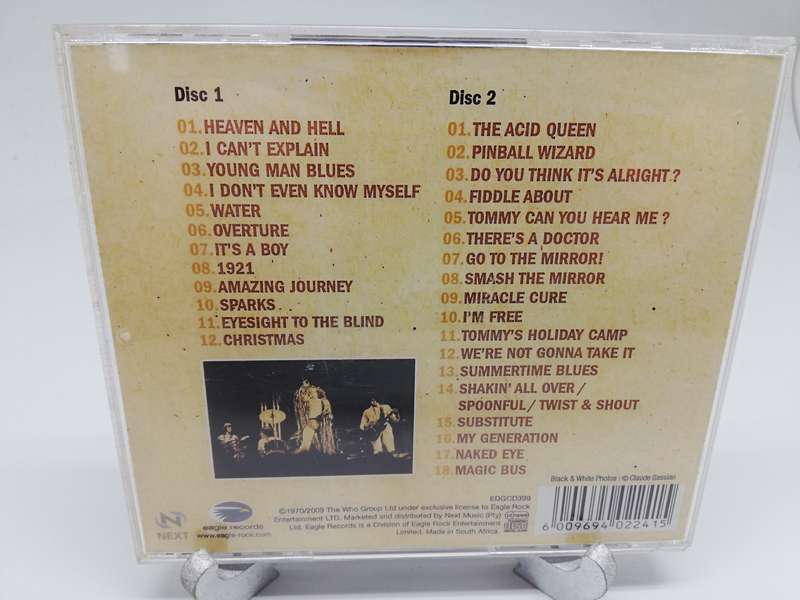 Disc 1
01. HEAVEN AND HELL
02. I CAN'T EXPLAIN
03. YOUNG MAN BLUES
04. I DON'T EVEN KNOW MYSELF
05. WATER
06. OVERTURE
07. IT'S A BOY
08. 1921
09. AMAZING JOURNEY
10. SPARKS
11. EYESIGHT TO THE BLIND
12. CHRISTMAS
Disc 2
01. THE ACID QUEEN
02. PINBALL WIZARD
03. DO YOU THINK IT'S ALRIGHT ?
04. FIDDLE ABOUT
05. TOMMY CAN YOU HEAR ME ?
06. THERE'S A DOCTOR
07. GO TO THE MIRROR!
08. SMASH THE MIRROR
09. MIRACLE CURE
10. I'M FREE
11. TOMMY'S HOLIDAY CAMP
12. WE'RE NOT GONNA TAKE IT
13. SUMMERTIME BLUES
14. SHAKIN' ALL OVER /
SPOONFUL / TWIST & SHOUT
15. SUBSTITUTE
16. MY GENERATION
17. NAKED EYE
18. MAGIC BUS
Black & White Photos : © Claude Gassian
EDGCD399
NEXT
eagle records
www.eagle-rock.com
©1970/2009 The Who Group Ltd under exclusive license to Eagle Rock
Entertainment LTD. Marketed and distributed by Next Music (Pty)
Ltd. Eagle Records is a Division of Eagle Rock Entertainment
Limited. Made in South Africa.
6 009694 022415